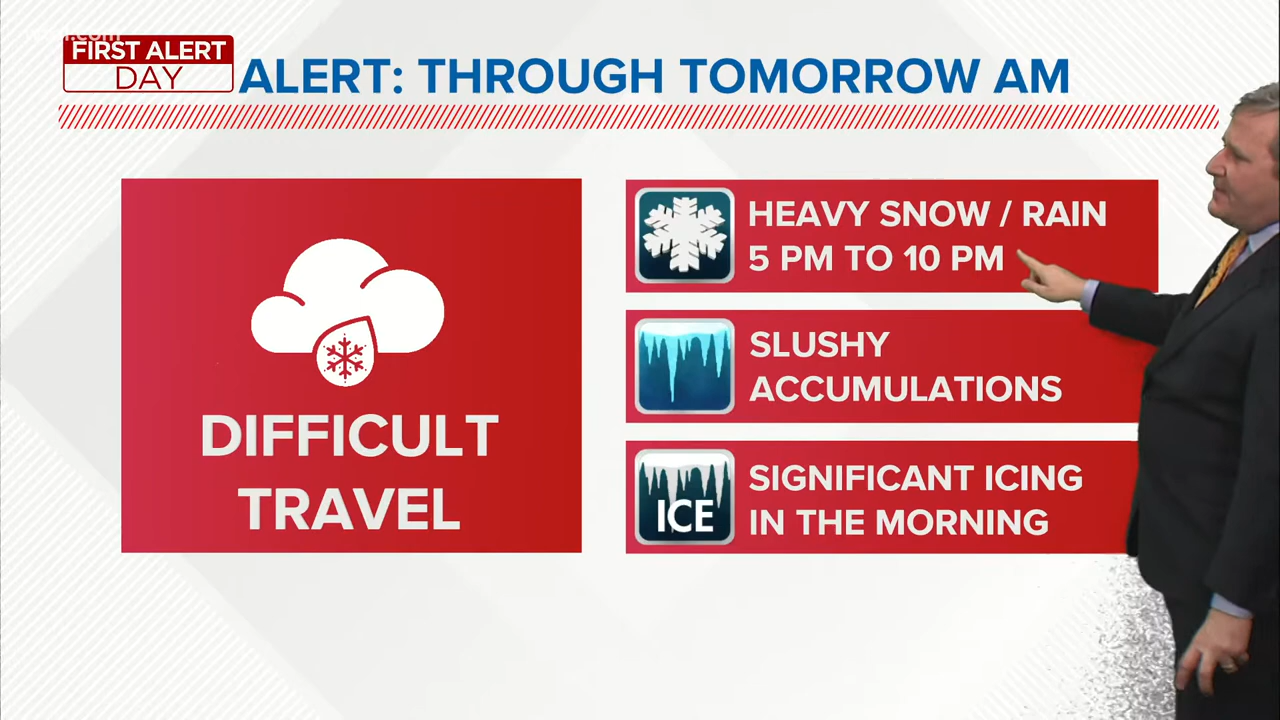 FIRST ALERT
DAY
ALERT: THROUGH TOMORROW AM
DIFFICULT
TRAVEL
HEAVY SNOW / RAIN
5 PM TO 10 PM
SLUSHY
ACCUMULATIONS
ICE
SIGNIFICANT ICING
IN THE MORNING